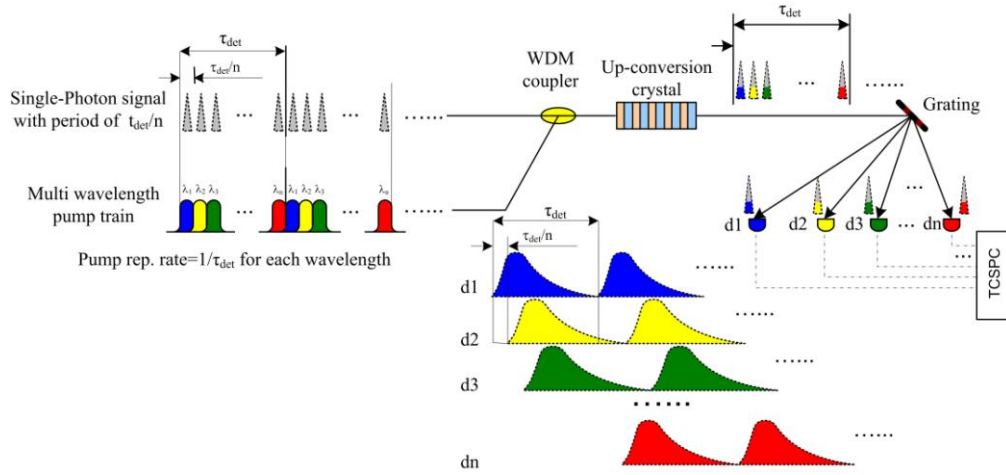 τdet
τdet/n
Single-Photon signal
with period of tdet/n
...
...
......
λ1 λ2 λ3
λn λ1 λ2 λ3
λn
Multi wavelength
pump train
...
...
......
Pump rep. rate=1/τdet for each wavelength
WDM
coupler
Up-conversion
crystal
τdet
...
......
Grating
...
d1
d2
d3
...
dn
...
TCSPC
τdet
τdet/n
d1
......
d2
......
d3
......
......
dn
......